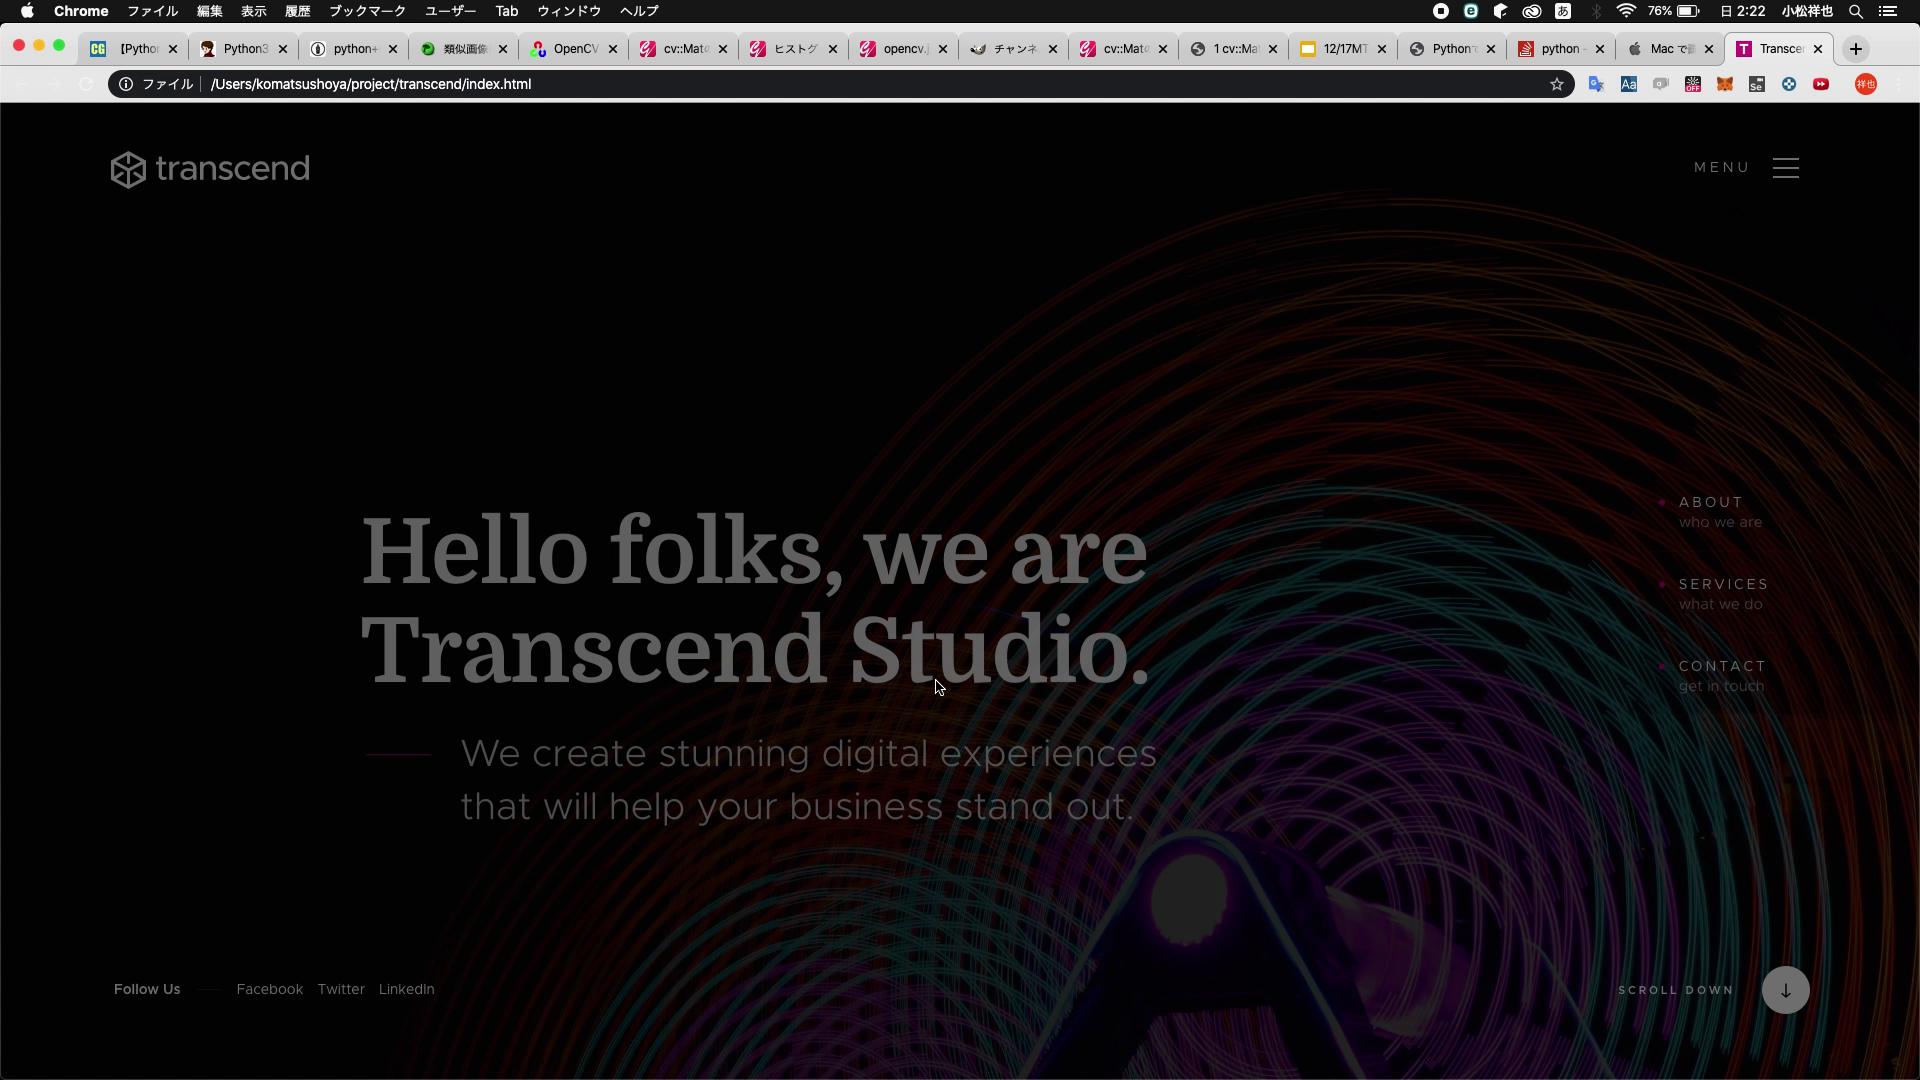 Chrome ファイル 編集 表示 履歴 ブックマーク ユーザー Tab ウィンドウ ヘルプ 76% 日 2:22 小松祥也
【Pythor Python3 python+ 類似画像 OpenCV cv::Mat ヒストグ opencv.j チャンネ cv::Mat 1 cv::Ma 12/17MT Python python - Mac で Transce
ファイル /Users/komatsushoya/project/transcend/index.html
transcend
MENU
Hello folks, we are
Transcend Studio.
We create stunning digital experiences
that will help your business stand out.
ABOUT
who we are
SERVICES
what we do
CONTACT
get in touch
Follow Us Facebook Twitter LinkedIn
SCROLL DOWN